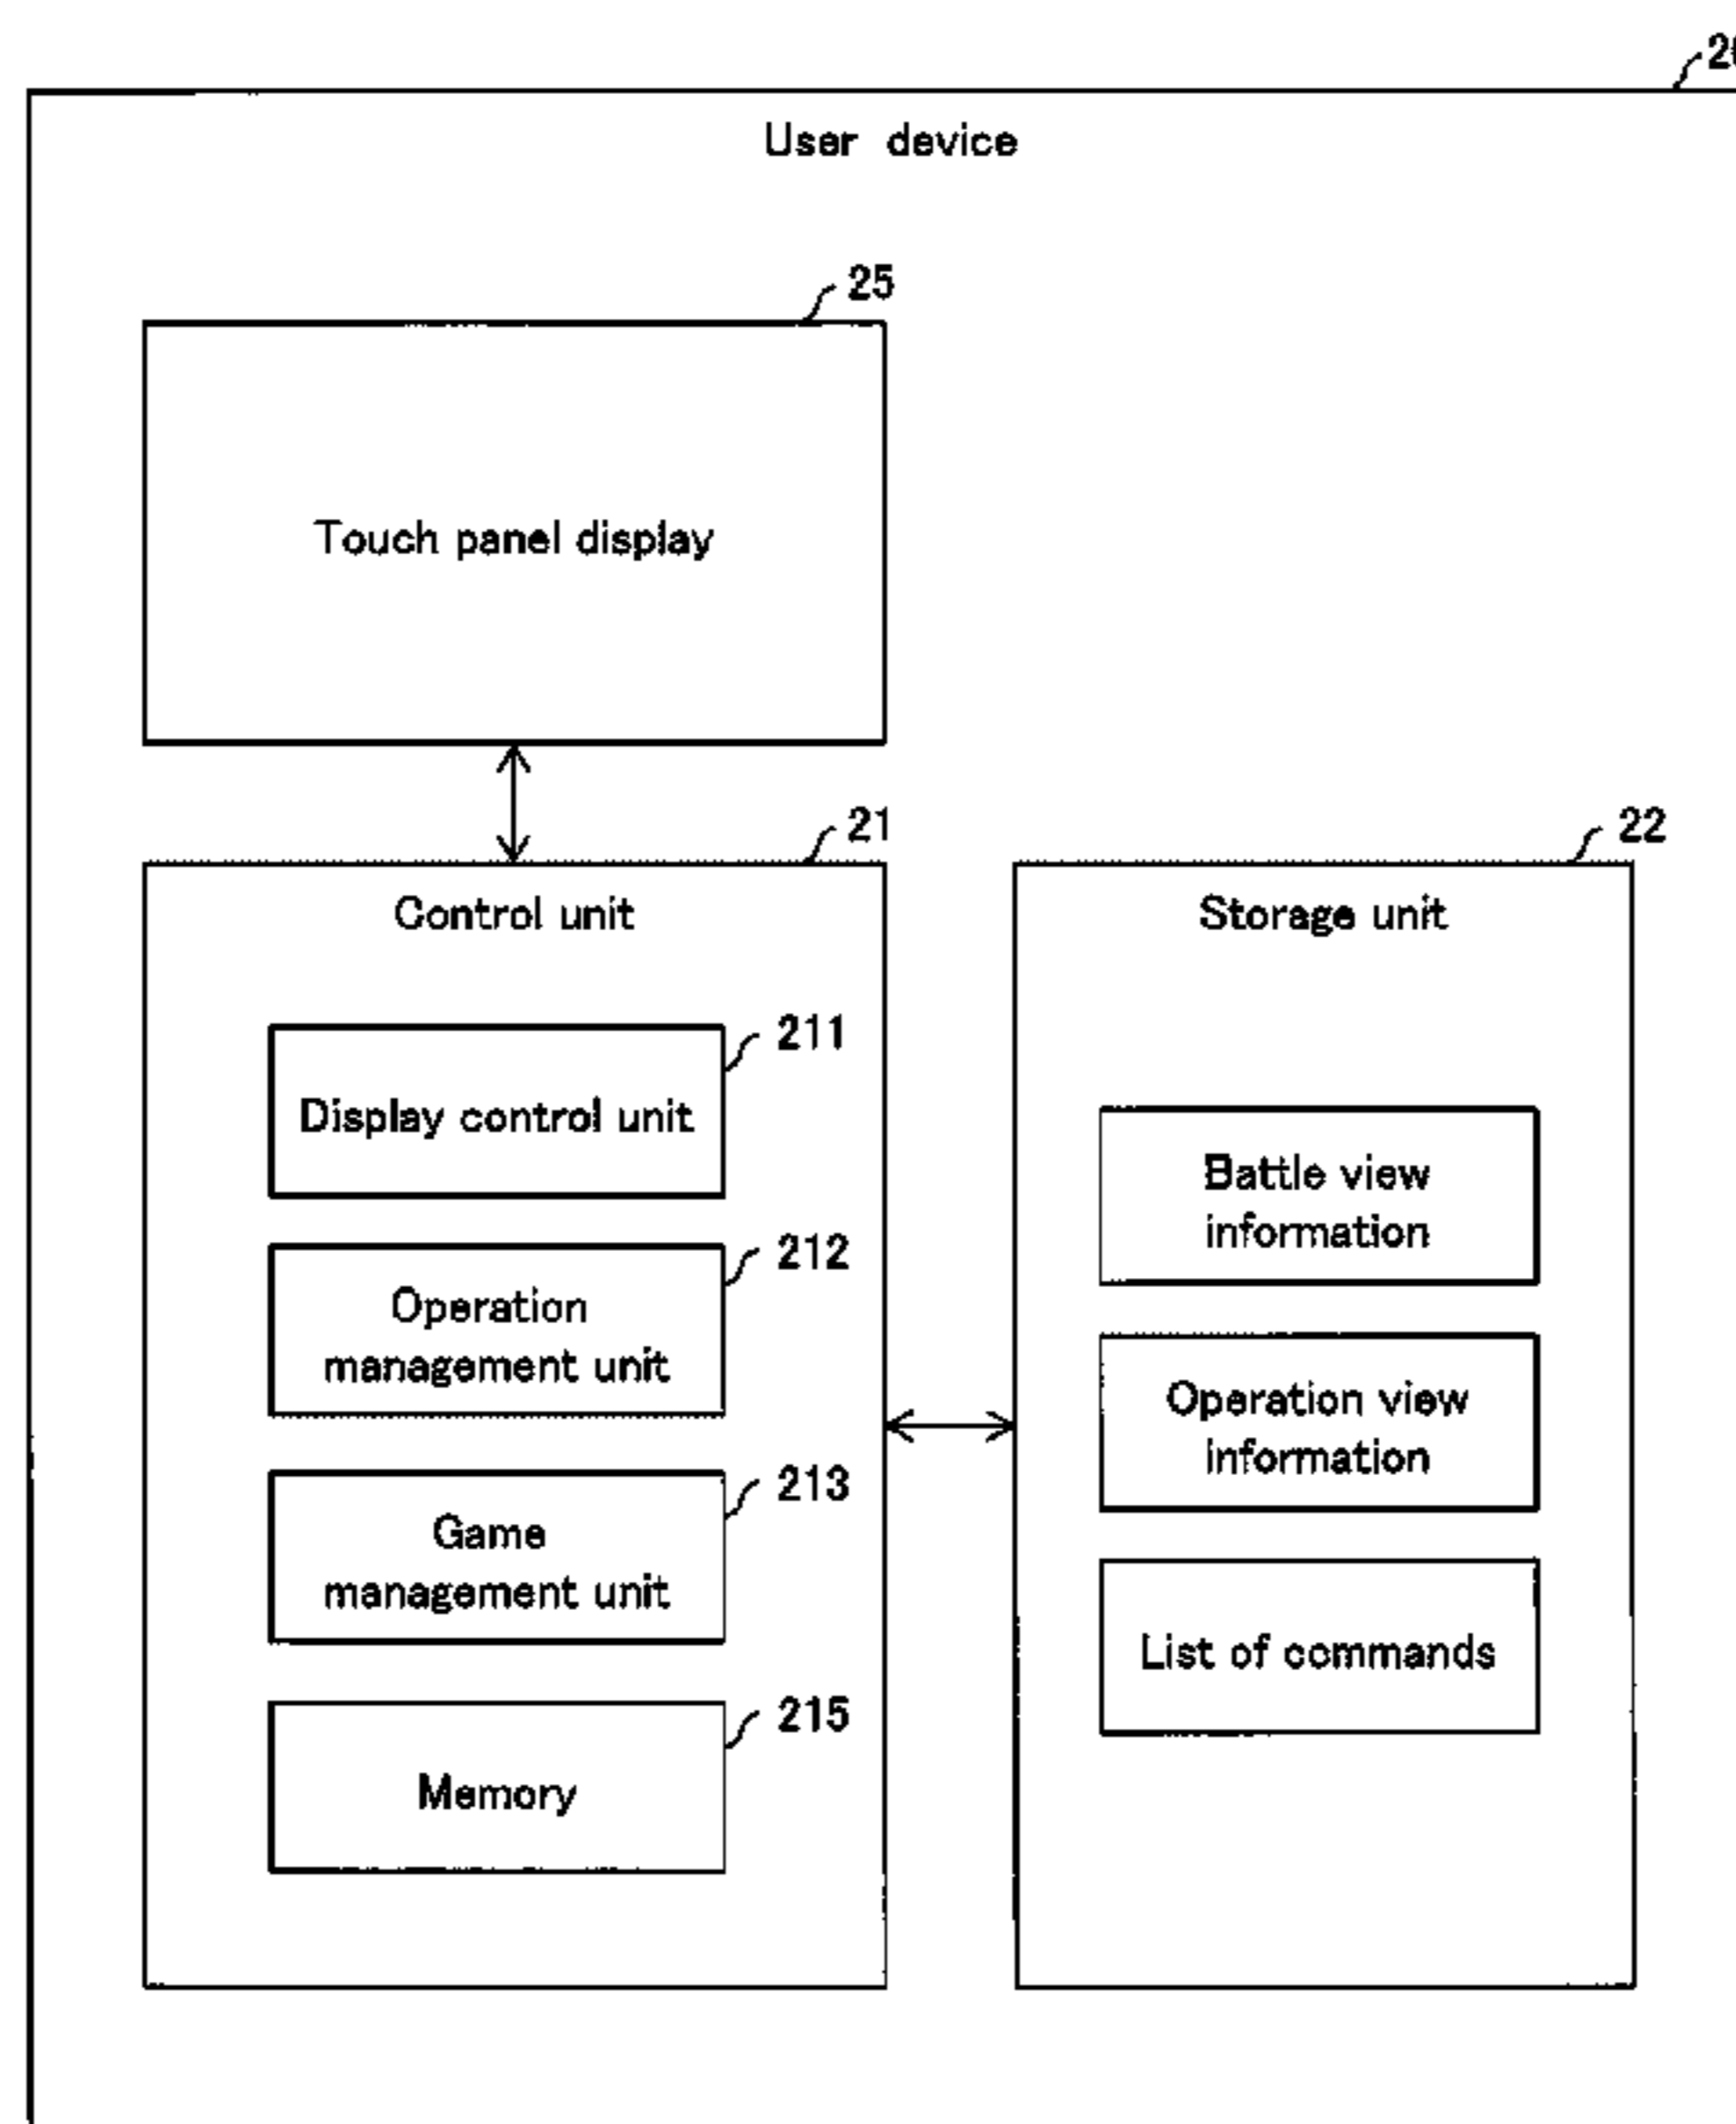 User device
25
Touch panel display
21
22
Control unit
Storage unit
211
Display control unit
212
Operation
management unit
213
Game
management unit
215
Memory
Battle view
information
Operation view
information
List of commands